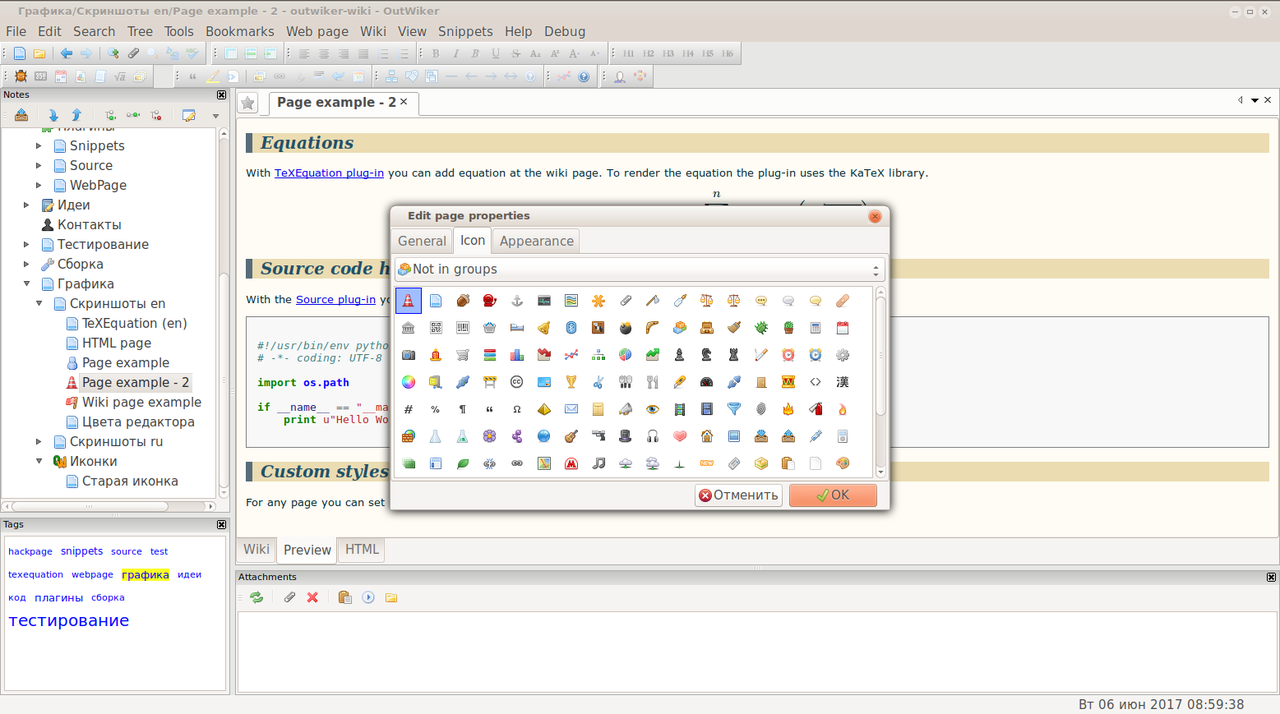 Графика/Скриншоты en/Page example - 2 - outwiker-wiki - OutWiker
File Edit Search Tree Tools Bookmarks Web page Wiki View Snippets Help Debug
H1 H2 H3 H4 H5 H6
Notes
Плагины
Snippets
Source
WebPage
Идеи
Контакты
Тестирование
Сборка
Графика
Скриншоты en
TeXEquation (en)
HTML page
Page example
Page example - 2
Wiki page example
Цвета редактора
Скриншоты ru
Иконки
Старая иконка
Tags
hackpage snippets source test
texequation webpage графика идеи
код плагины сборка
тестирование
Page example - 2
Equations
With TeXEquation plug-in you can add equation at the wiki page. To render the equation the plug-in uses the KaTeX library.
n
Source code h
With the Source plug-in yo
#!/usr/bin/env pytho
# -*- coding: UTF-8
import os.path
if __name__ == "__ma
print u"Hello Wo
Custom styles
For any page you can set
Edit page properties
General Icon Appearance
Not in groups
Отменить OK
Wiki Preview HTML
Attachments
Вт 06 июн 2017 08:59:38